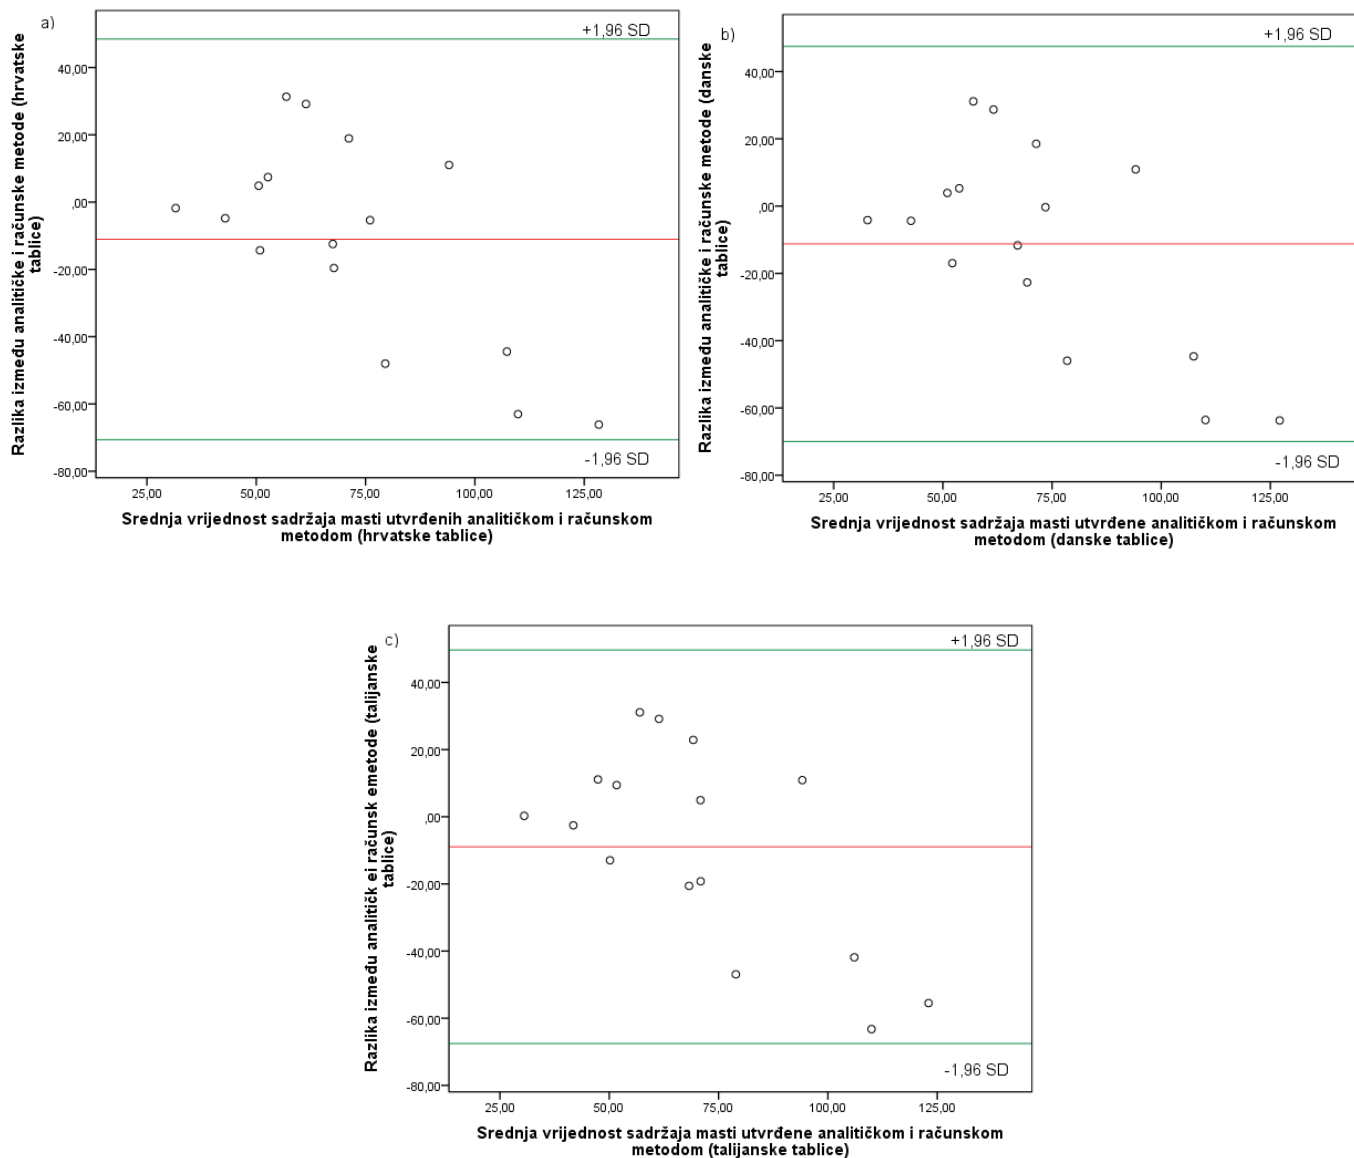 a)
+1,96 SD
Razlika između analitičke i računske metode (hrvatske
tablice)
40,00
20,00
,00
-20,00
-40,00
-60,00
-80,00
-1,96 SD
25,00 50,00 75,00 100,00 125,00
Srednja vrijednost sadržaja masti utvrđenih analitičkom i računskom
metodom (hrvatske tablice)
b)
+1,96 SD
Razlika između analitičke i računske metode (danske
tablice)
40,00
20,00
,00
-20,00
-40,00
-60,00
-80,00
-1,96 SD
25,00 50,00 75,00 100,00 125,00
Srednja vrijednost sadržaja masti utvrđene analitičkom i računskom
metodom (danske tablice)
c)
+1,96 SD
Razlika između analitičk ei računsk emetode (talijanske
tablice)
40,00
20,00
,00
-20,00
-40,00
-60,00
-80,00
-1,96 SD
25,00 50,00 75,00 100,00 125,00
Srednja vrijednost sadržaja masti utvrđene analitičkom i računskom
metodom (talijanske tablice)